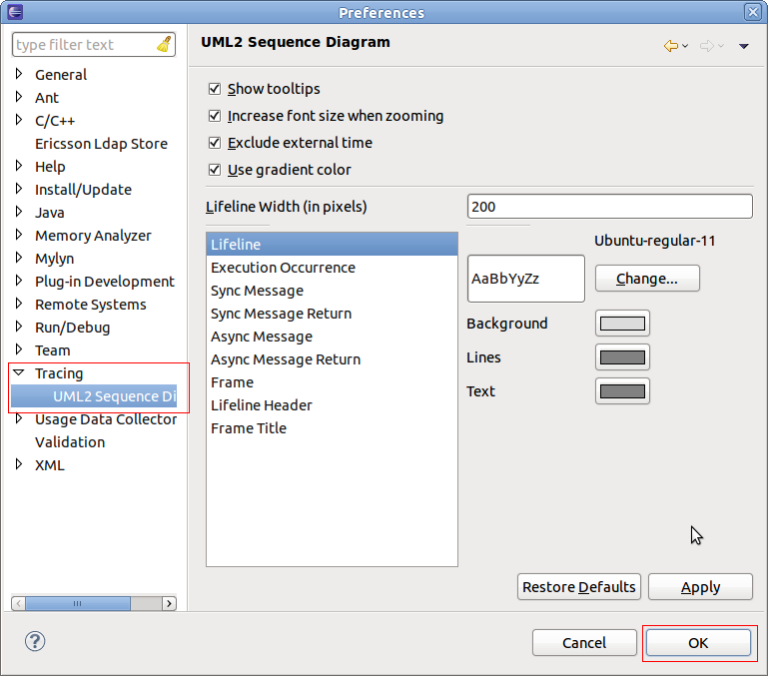 Preferences
type filter text
General
Ant
C/C++
Ericsson Ldap Store
Help
Install/Update
Java
Memory Analyzer
Mylyn
Plug-in Development
Remote Systems
Run/Debug
Team
Tracing
UML2 Sequence Di
Usage Data Collector
Validation
XML
UML2 Sequence Diagram
Show tooltips
Increase font size when zooming
Exclude external time
Use gradient color
Lifeline Width (in pixels)
200
Lifeline
Execution Occurrence
Sync Message
Sync Message Return
Async Message
Async Message Return
Frame
Lifeline Header
Frame Title
Ubuntu-regular-11
AaBbYyZz
Change...
Background
Lines
Text
Restore Defaults
Apply
?
Cancel
OK